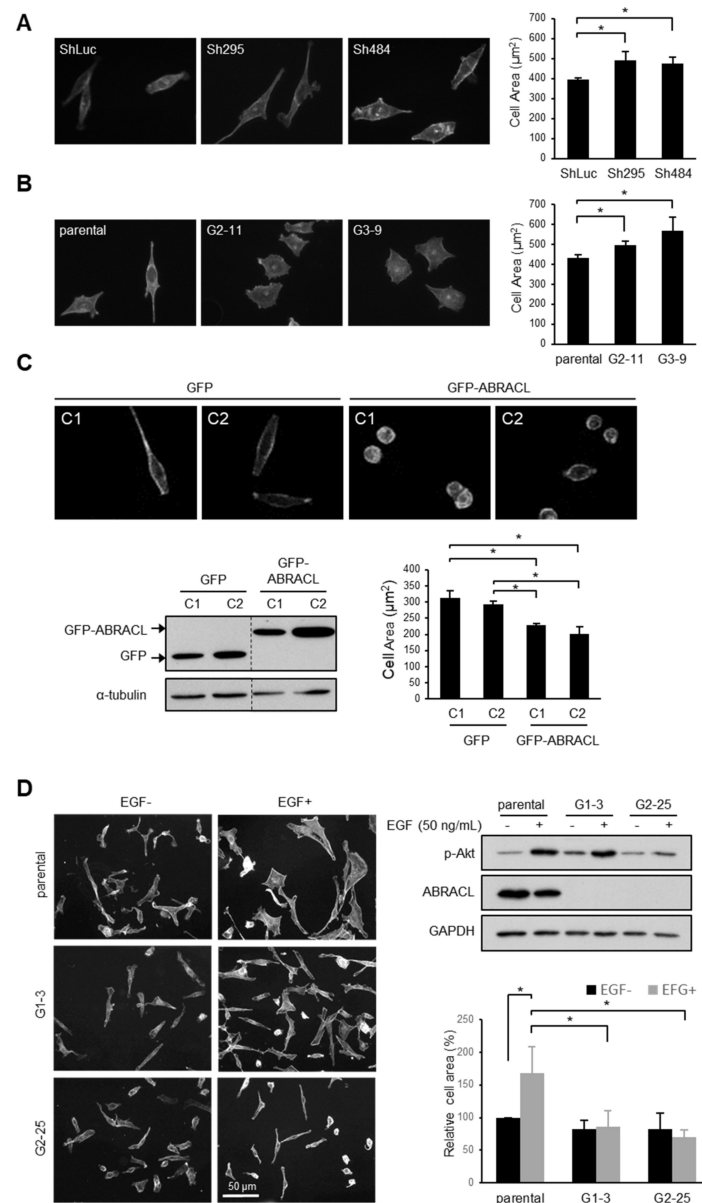 A
ShLuc
Sh295
Sh484
Cell Area (µm²)
800
700
600
500
400
300
200
100
0
*
*
ShLuc Sh295 Sh484
B
parental
G2-11
G3-9
Cell Area (µm²)
700
600
500
400
300
200
100
0
*
*
parental G2-11 G3-9
C
GFP
GFP-ABRACL
C1
C2
C1
C2
GFP
GFP-
ABRACL
C1 C2 C1 C2
GFP-ABRACL
GFP
α-tubulin
Cell Area (µm²)
400
350
300
250
200
150
100
50
0
*
*
*
*
C1 C2 C1 C2
GFP GFP-ABRACL
D
EGF- EGF+
parental
G1-3
G2-25
50 µm
parental G1-3 G2-25
EGF (50 ng/mL) - + - + - +
p-Akt
ABRACL
GAPDH
EGF- EFG+
Relative cell area (%)
250
200
150
100
50
0
*
*
*
parental G1-3 G2-25